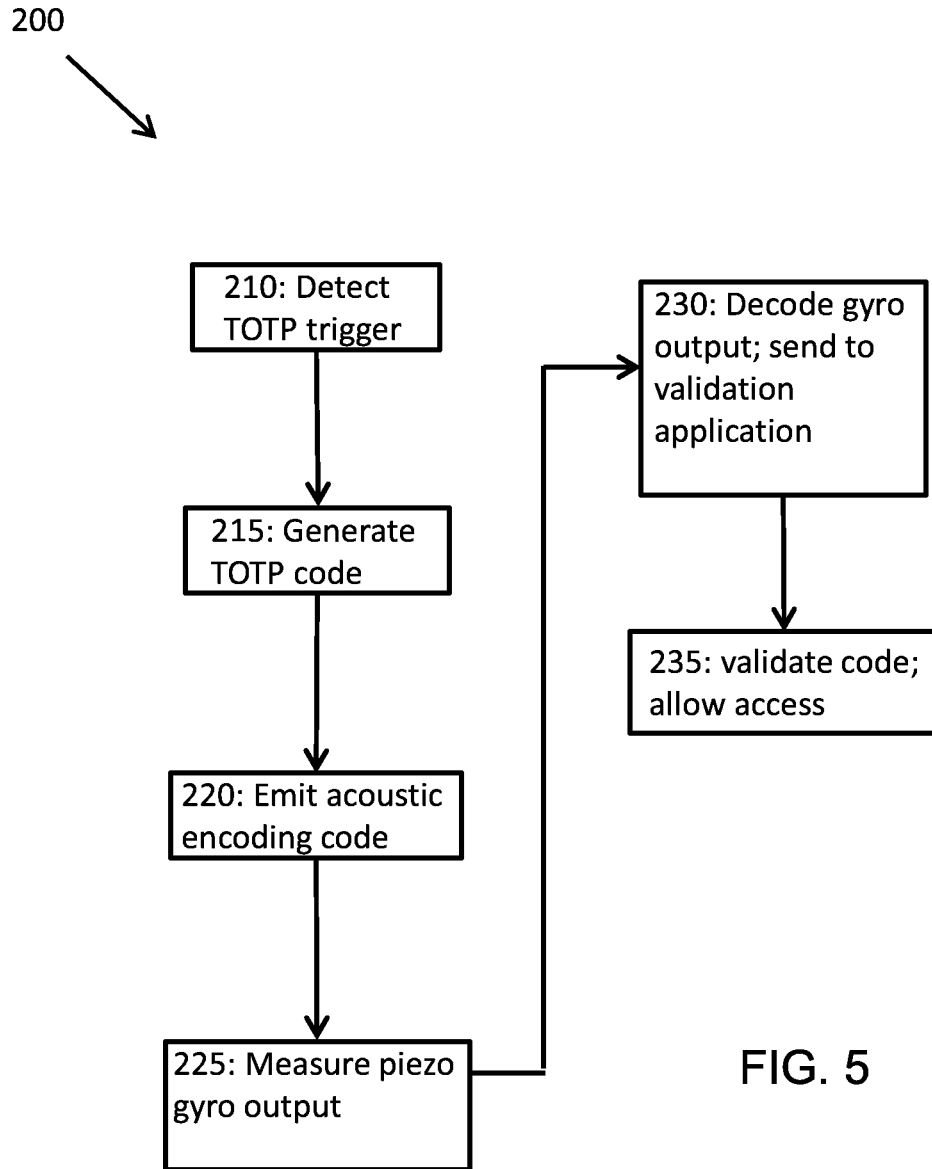 200
210: Detect
TOTP trigger
215: Generate
TOTP code
220: Emit acoustic
encoding code
225: Measure piezo
gyro output
230: Decode gyro
output; send to
validation
application
235: validate code;
allow access
FIG. 5